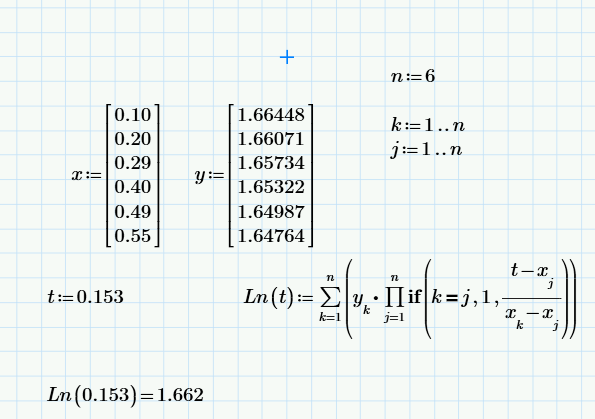 n:=6
k:=1..n
j:=1..n
x:=[0.10 0.20 0.29 0.40 0.49 0.55]
y:=[1.66448 1.66071 1.65734 1.65322 1.64987 1.64764]
t:=0.153
Ln(t):=∑_{k=1}^{n}(y_k·∏_{j=1}^{n}if(k=j,1,(t-x_j)/(x_k-x_j)))
Ln(0.153)=1.662